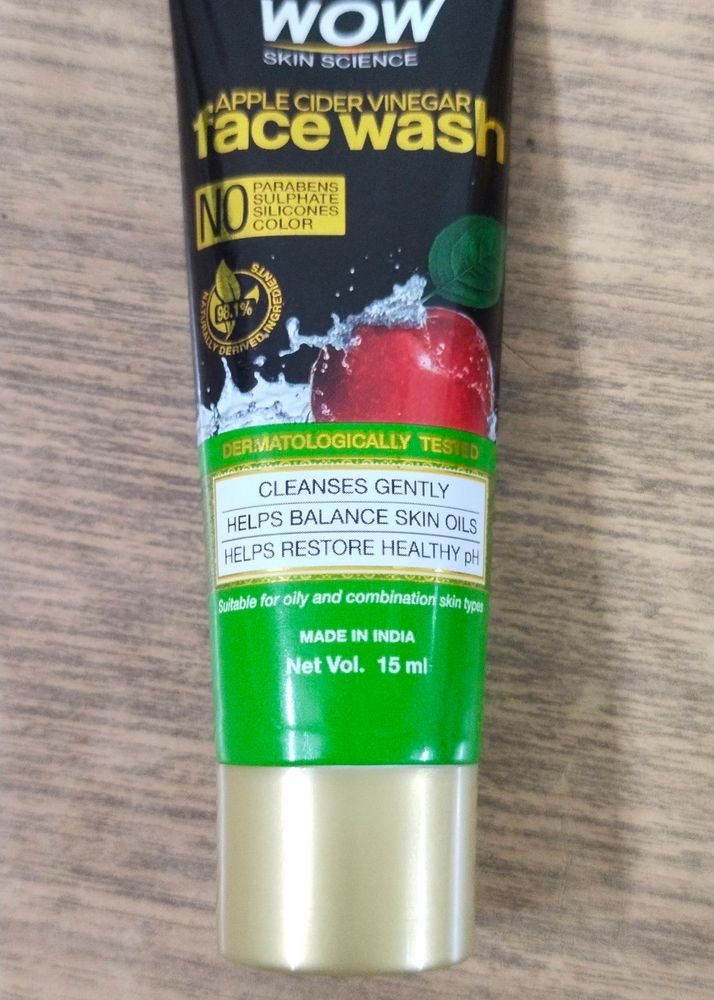 WOW
SKIN SCIENCE
APPLE CIDER VINEGAR
face wash
NO
PARABENS
SULPHATE
SILICONES
COLOR
98.1%
NATURALLY DERIVED INGREDIENTS
DERMATOLOGICALLY TESTED
CLEANSES GENTLY
HELPS BALANCE SKIN OILS
HELPS RESTORE HEALTHY pH
Suitable for oily and combination skin types
MADE IN INDIA
Net Vol. 15 ml